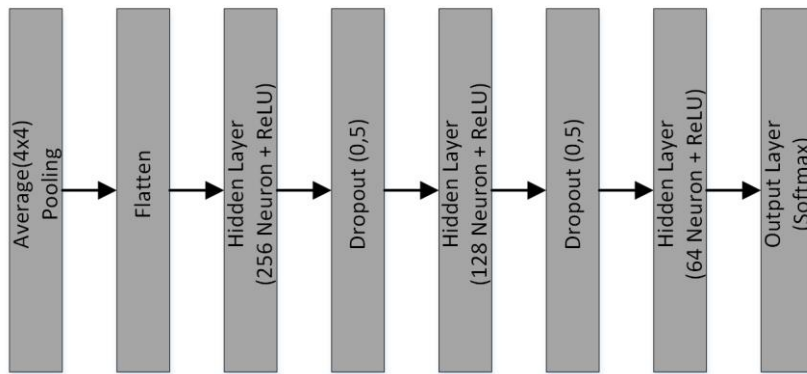 Average(4x4)
Pooling
Flatten
Hidden Layer
(256 Neuron + ReLU)
Dropout (0,5)
Hidden Layer
(128 Neuron + ReLU)
Dropout (0,5)
Hidden Layer
(64 Neuron + ReLU)
Output Layer
(Softmax)